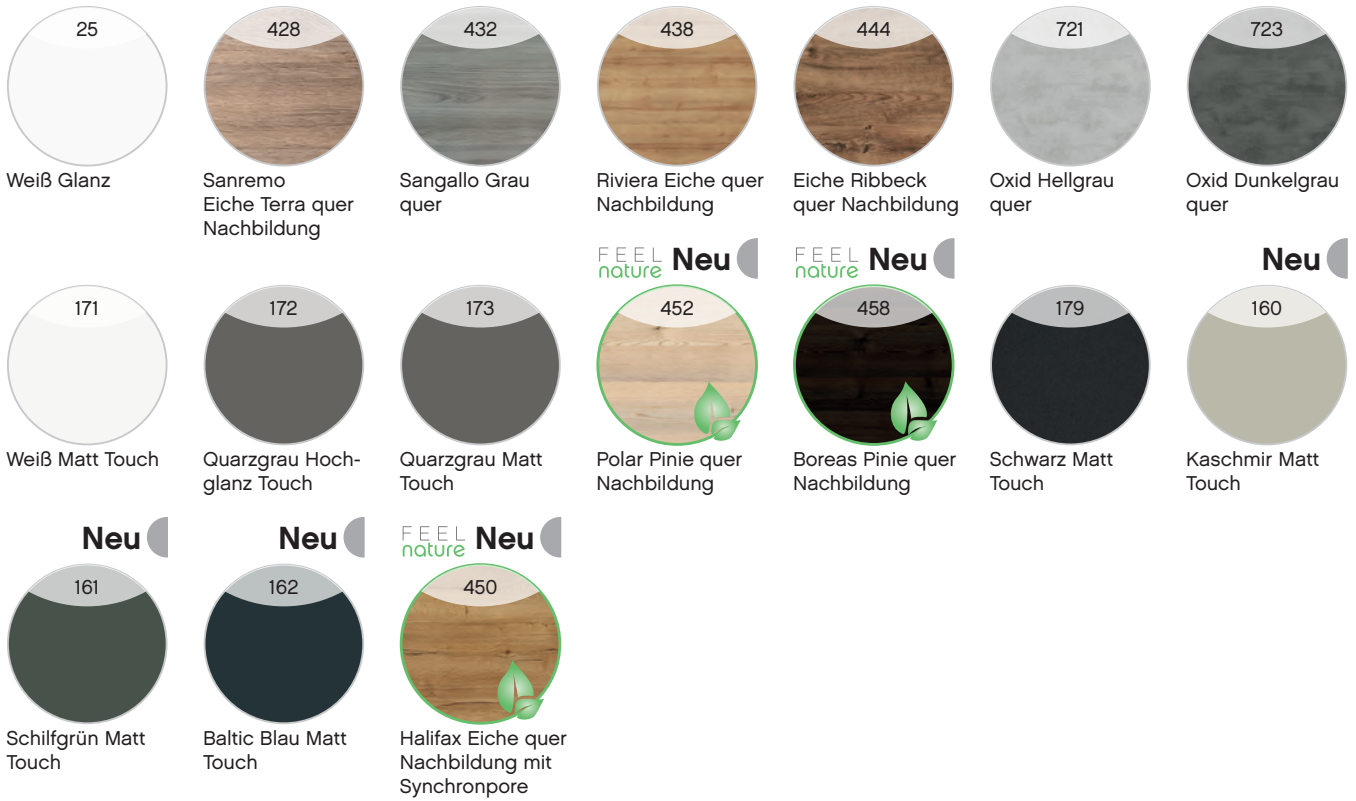 25
428
432
438
444
721
723
Weiß Glanz
Sanremo
Eiche Terra quer
Nachbildung
Sangallo Grau
quer
Riviera Eiche quer
Nachbildung
Eiche Ribbeck
quer Nachbildung
Oxid Hellgrau
quer
Oxid Dunkelgrau
quer
FEEL
nature
Neu
FEEL
nature
Neu
Neu
171
172
173
452
458
179
160
Weiß Matt Touch
Quarzgrau Hoch-
glanz Touch
Quarzgrau Matt
Touch
Polar Pinie quer
Nachbildung
Boreas Pinie quer
Nachbildung
Schwarz Matt
Touch
Kaschmir Matt
Touch
Neu
Neu
FEEL
nature
Neu
161
162
450
Schilfgrün Matt
Touch
Baltic Blau Matt
Touch
Halifax Eiche quer
Nachbildung mit
Synchronpore